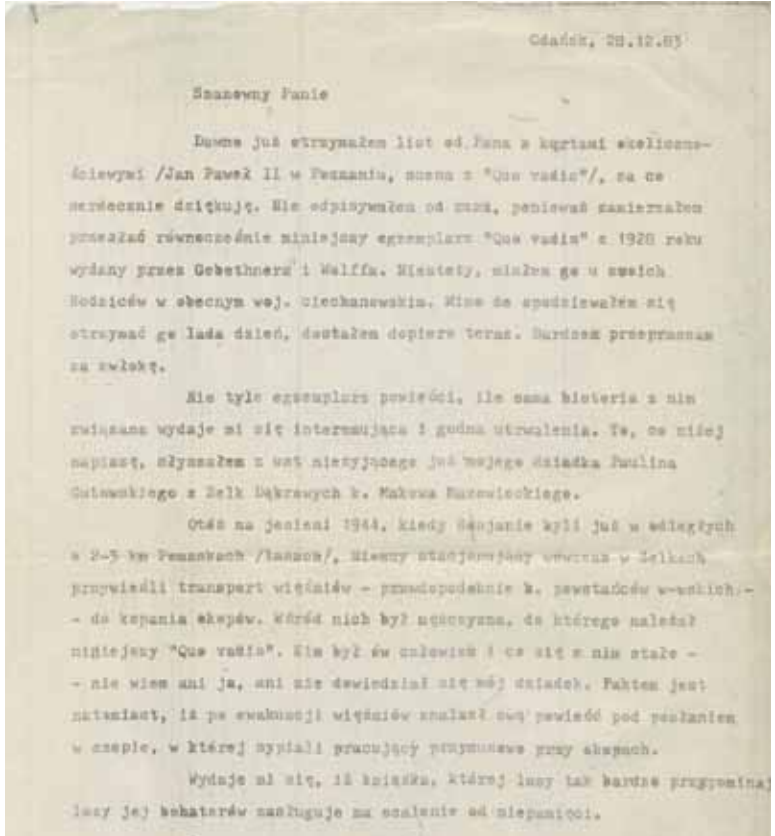 Gdańsk, 28.12.83
Szanowny Panie
Dawno już otrzymałem list od Pana z kartami okoliczno-
ściowymi /Jan Paweł II w Poznaniu, scena z "Quo vadis"/, za co
serdecznie dziękuję. Nie odpisywałem od razu, ponieważ zamierzałem
przesłać równocześnie niniejszy egzemplarz "Quo vadis" z 1928 roku
wydany przez Gebethnera i Wolffa. Niestety, miałem go u swoich
Rodziców w obecnym woj. ciechanowskim. Mimo że spodziewałem się
otrzymać go lada dzień, dostałem dopiero teraz. Bardzo przepraszam
za zwłokę.
Nie tyle egzemplarz powieści, ile sama historia z nim
związana wydaje mi się interesująca i godna utrwalenia. To, co niżej
napiszę, słyszałem z ust nieżyjącego już mojego dziadka Paulina
Gutowskiego z Zelk Dąbrowych k. Makowa Mazowieckiego.
Otóż na jesieni 1944, kiedy Rosjanie byli już w odległych
o 2-3 km Pomaskach, Niemcy stacjonujący wówczas w Zelkach
przywieźli transport więźniów - prawdopodobnie b. powstańców w-wskich -
- do kopania okopów. Wśród nich był mężczyzna, do którego należał
niniejszy "Quo vadis". Kim był ów człowiek i co się z nim stało -
- nie wiem ani ja, ani nie dowiedział się mój dziadek. Faktem jest
natomiast, iż po ewakuacji więźniów znalazł ową powieść pod posłaniem
w szopie, w której sypiali pracujący przymusowo przy okopach.
Wydaje mi się, iż książka, której losy tak bardzo przypominaj
losy jej bohaterów zasługuje na ocalenie od niepamięci.